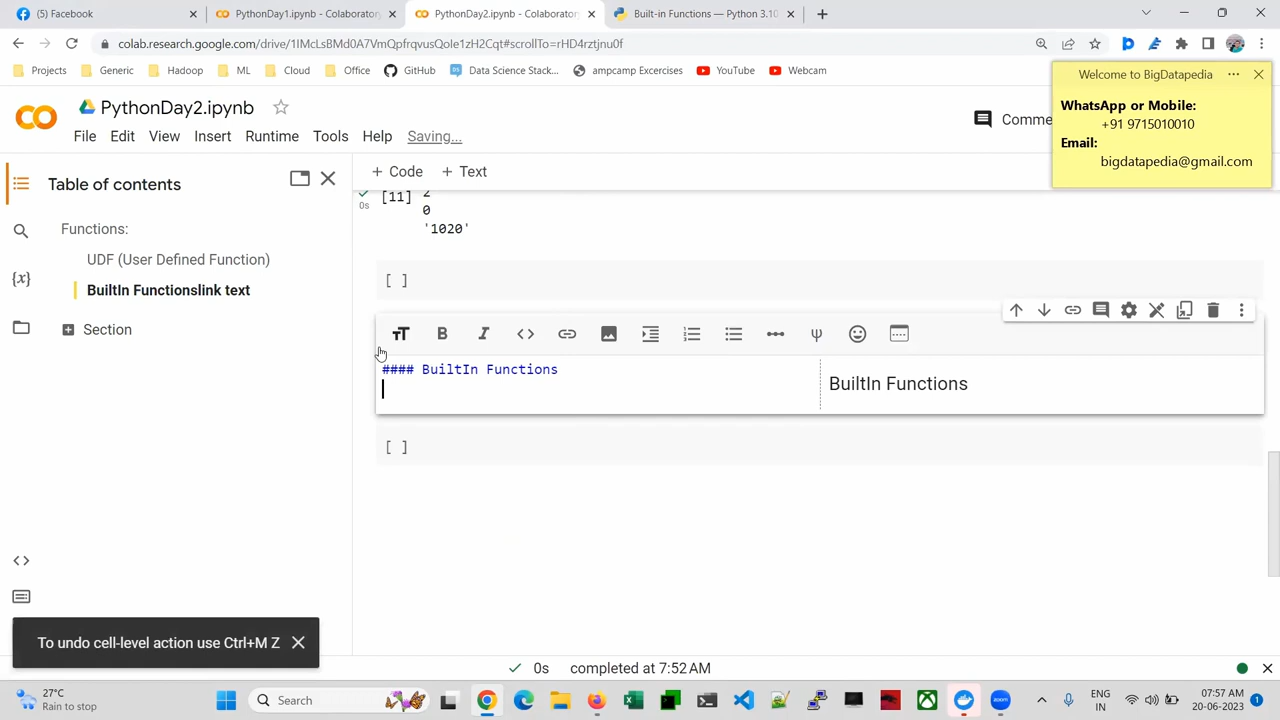 (5) Facebook
PythonDay1.ipynb - Colaborator
PythonDay2.ipynb - Colaborator
Built-in Functions — Python 3.10
colab.research.google.com/drive/1IMcLsBMd0A7VmQpfrqvusQoIe1zH2Cqt#scrollTo=rHD4rztjnu0f
Projects
Generic
Hadoop
ML
Cloud
Office
GitHub
Data Science Stack...
ampcamp Excercises
YouTube
Webcam
Welcome to BigDatapedia
WhatsApp or Mobile:
+91 9715010010
Email:
bigdatapedia@gmail.com
PythonDay2.ipynb
File Edit View Insert Runtime Tools Help Saving...
Comme
Table of contents
+ Code + Text
Functions:
UDF (User Defined Function)
BuiltIn Functionslink text
Section
[11] 2
0s
0
'1020'
[ ]
#### BuiltIn Functions
BuiltIn Functions
[ ]
To undo cell-level action use Ctrl+M Z
0s completed at 7:52 AM
27°C
Rain to stop
Search
ENG
IN
07:57 AM
20-06-2023
1